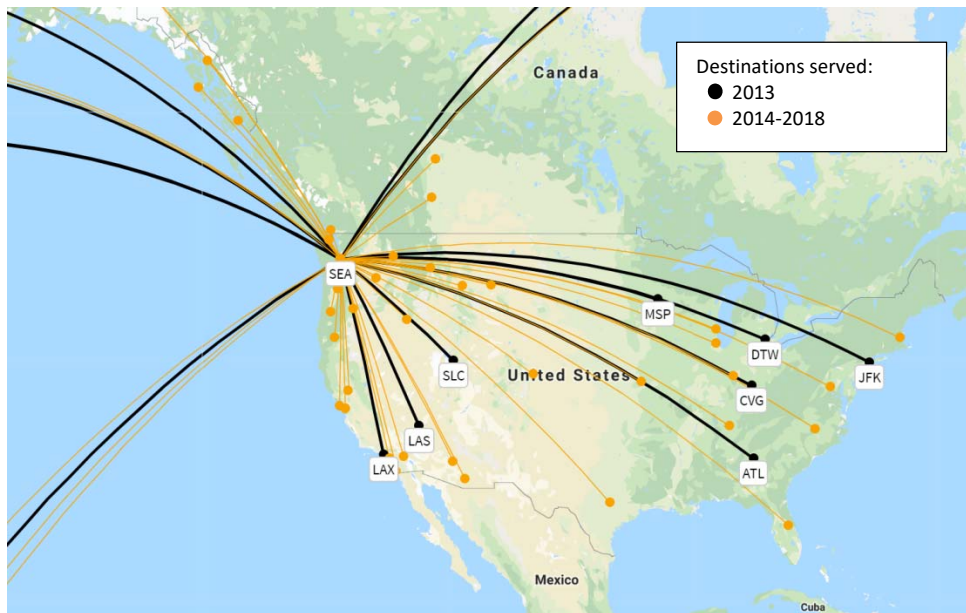 Destinations served:
2013
2014-2018
Canada
SEA
MSP
DTW
JFK
SLC
United States
CVG
LAS
LAX
ATL
Mexico
Cuba